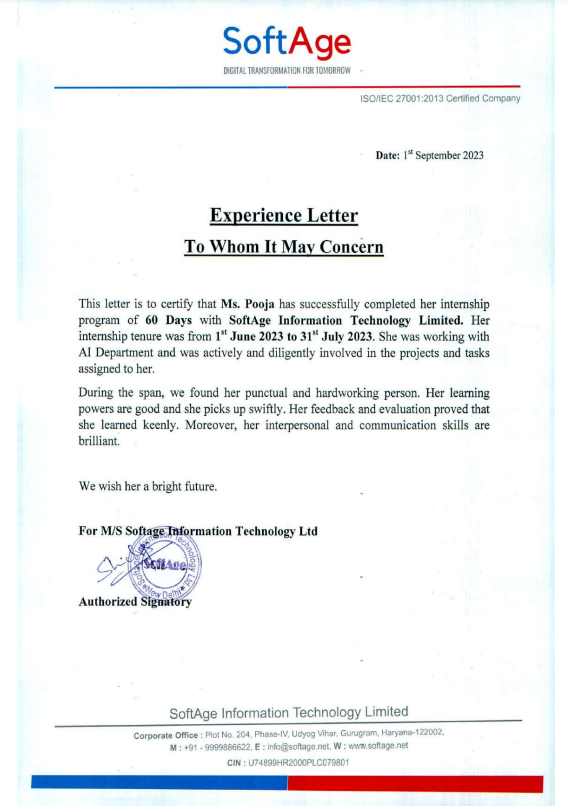 SoftAge
DIGITAL TRANSFORMATION FOR TOMORROW
ISO/IEC 27001:2013 Certified Company
Date: 1st September 2023
Experience Letter
To Whom It May Concern
This letter is to certify that Ms. Pooja has successfully completed her internship
program of 60 Days with SoftAge Information Technology Limited. Her
internship tenure was from 1st June 2023 to 31st July 2023. She was working with
AI Department and was actively and diligently involved in the projects and tasks
assigned to her.
During the span, we found her punctual and hardworking person. Her learning
powers are good and she picks up swiftly. Her feedback and evaluation proved that
she learned keenly. Moreover, her interpersonal and communication skills are
brilliant.
We wish her a bright future.
For M/S Softage Information Technology Ltd
SoftAge Information Technology Ltd
SoftAge
New Delhi
Authorized Signatory
SoftAge Information Technology Limited
Corporate Office : Plot No. 204, Phase-IV, Udyog Vihar, Gurugram, Haryana-122002,
M : +91 - 9999886622, E : info@softage.net, W : www.softage.net
CIN : U74899HR2000PLC079801